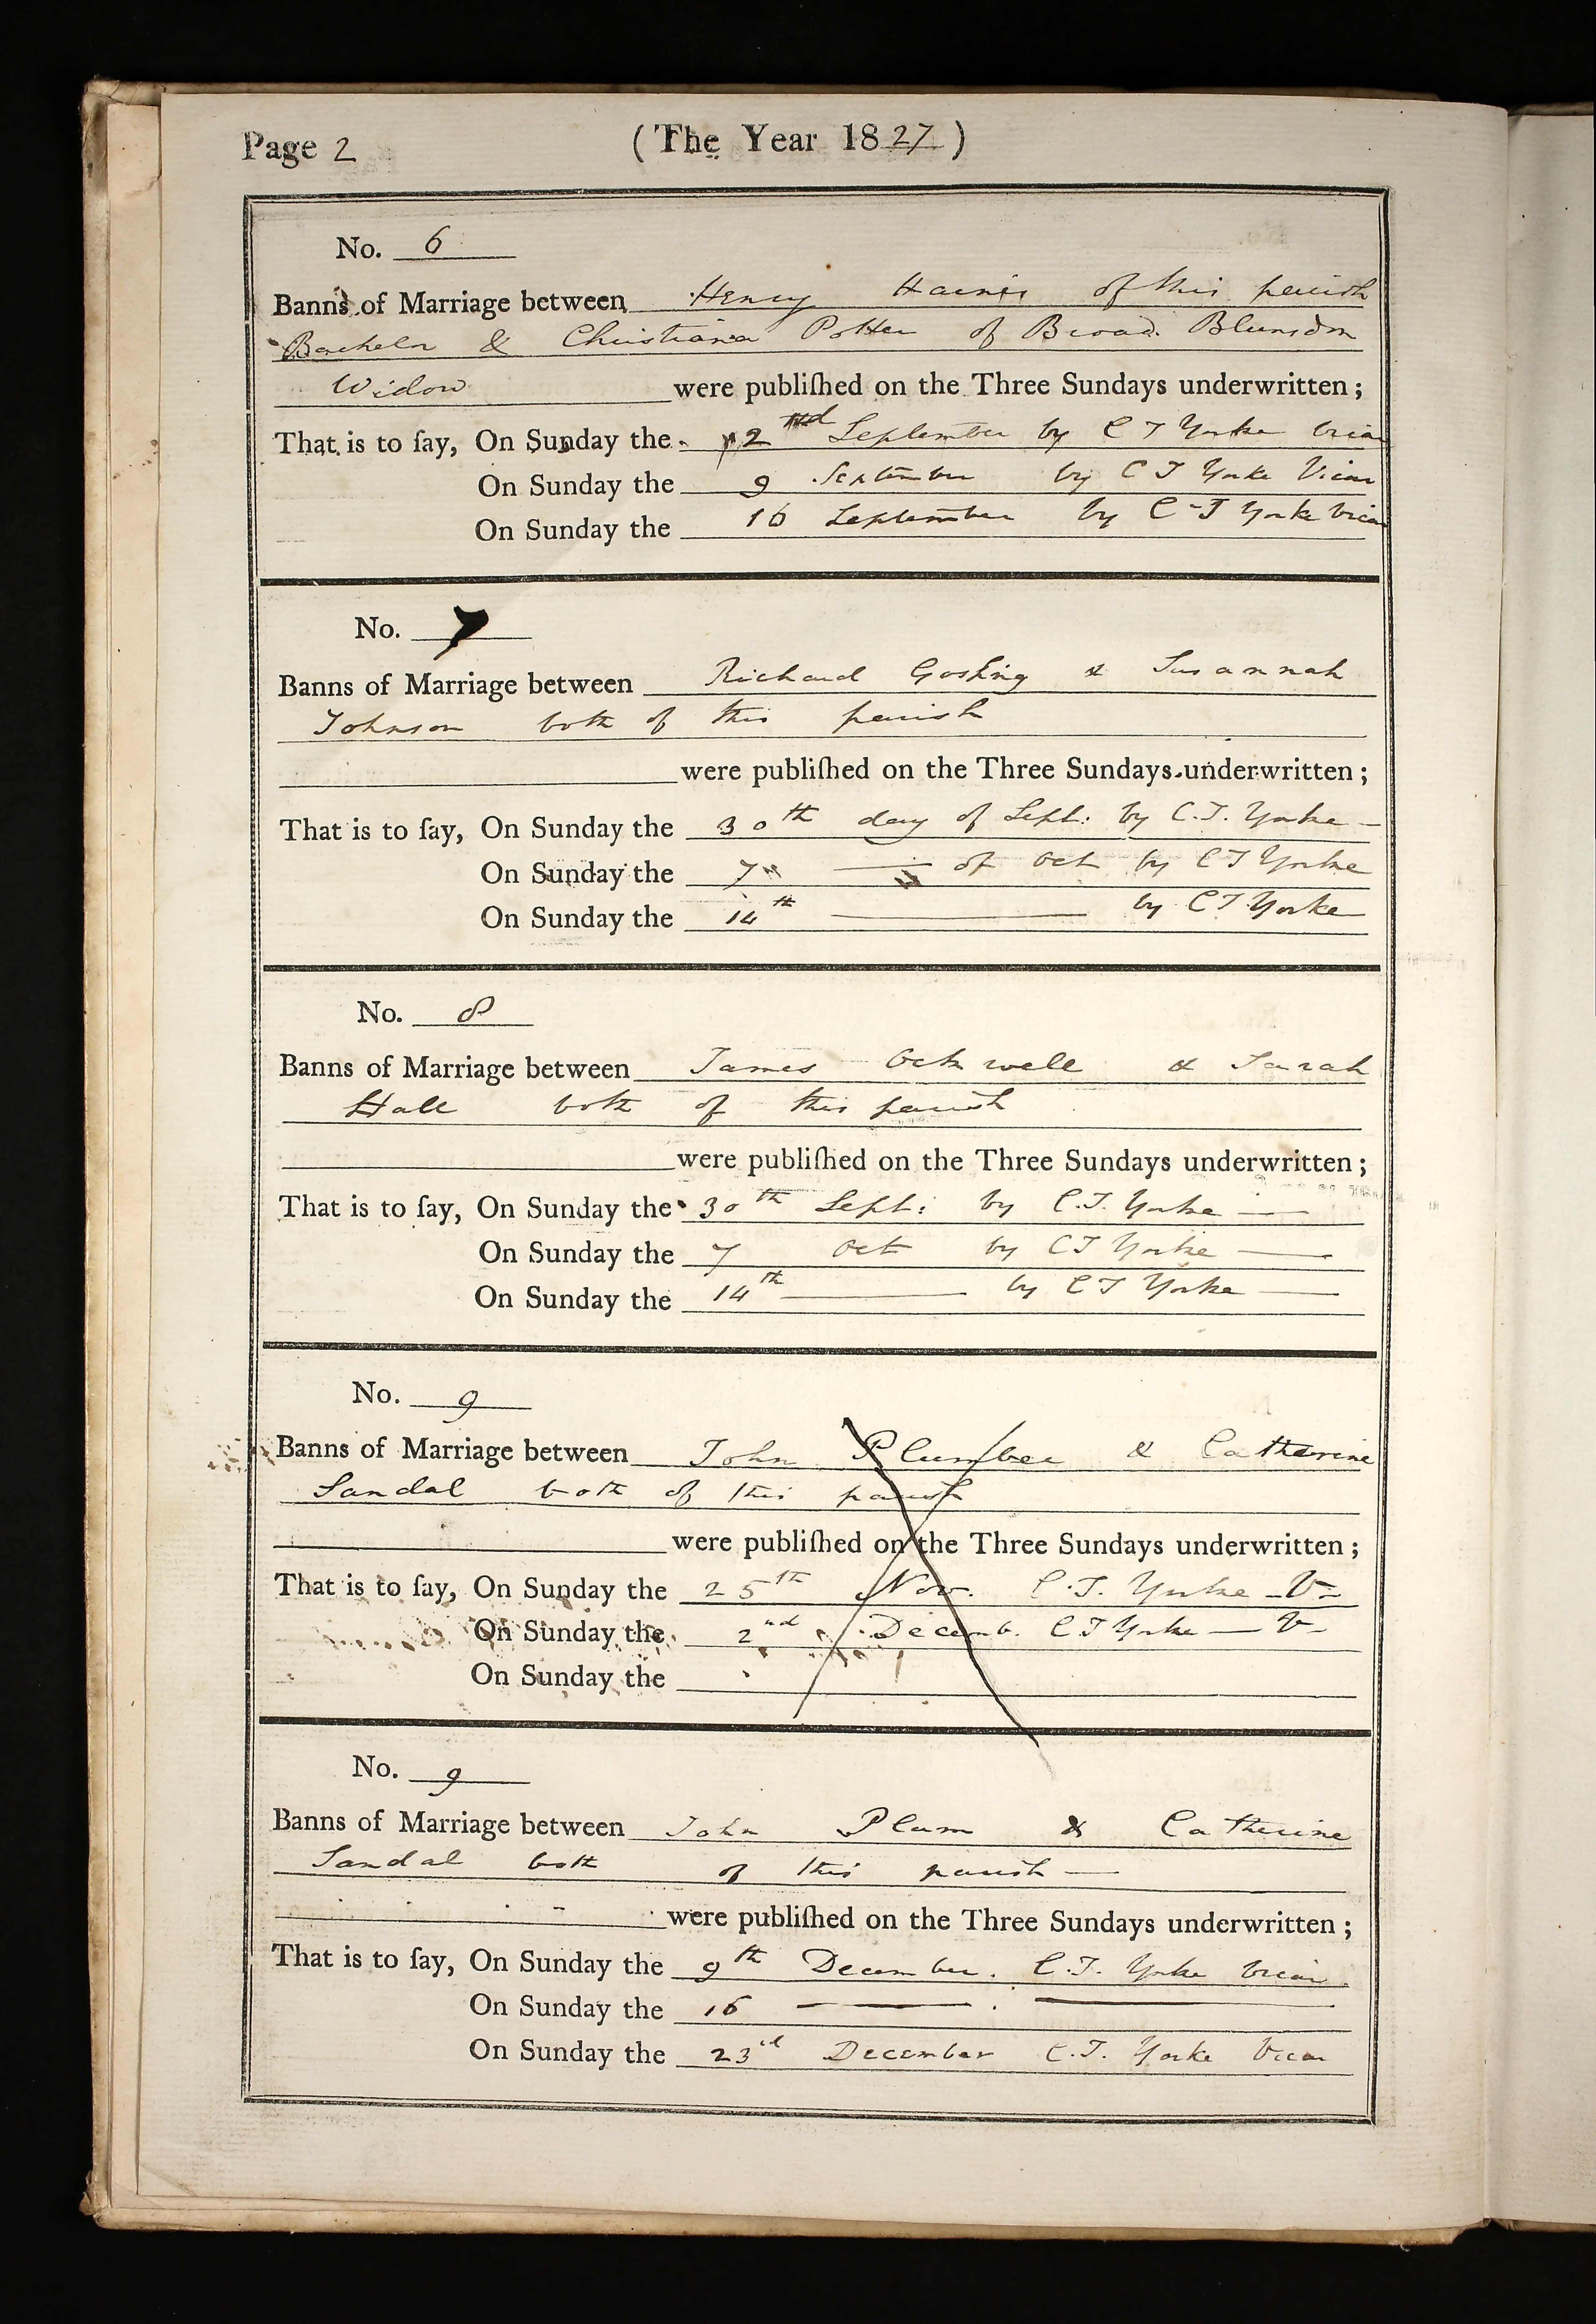 Page 2 (The Year 1827)
No. 6
Banns of Marriage between Henry Haines of this parish
Bachelor & Christiana Potter of Broad Blunsdon
Widow were publiſhed on the Three Sundays underwritten;
That is to ſay, On Sunday the 2nd September by C T Yorke Vicar
On Sunday the 9 September by C T Yorke Vicar
On Sunday the 16 September by C T Yorke Vicar
No. 7
Banns of Marriage between Richard Gosling & Susannah
Johnson both of this parish
were publiſhed on the Three Sundays underwritten;
That is to ſay, On Sunday the 30th day of Sept: by C.T. Yorke
On Sunday the 7 — of Oct by C T Yorke
On Sunday the 14th — by C T Yorke
No. 8
Banns of Marriage between James Ockwell & Sarah
Hall both of this parish
were publiſhed on the Three Sundays underwritten;
That is to ſay, On Sunday the 30th Sept: by C.T. Yorke —
On Sunday the 7 Oct by C T Yorke —
On Sunday the 14th — by C T Yorke —
No. 9
Banns of Marriage between John Plumber & Catherine
Sandal both of this parish
were publiſhed on the Three Sundays underwritten;
That is to ſay, On Sunday the 25th Nov. C.T. Yorke – V –
On Sunday the 2nd Decemb. C T Yorke — V –
On Sunday the
No. 9
Banns of Marriage between John Plum & Catherine
Sandal both of this parish —
were publiſhed on the Three Sundays underwritten;
That is to ſay, On Sunday the 9th December. C.T. Yorke Vicar.
On Sunday the 16 — —
On Sunday the 23rd December C.T. Yorke Vicar